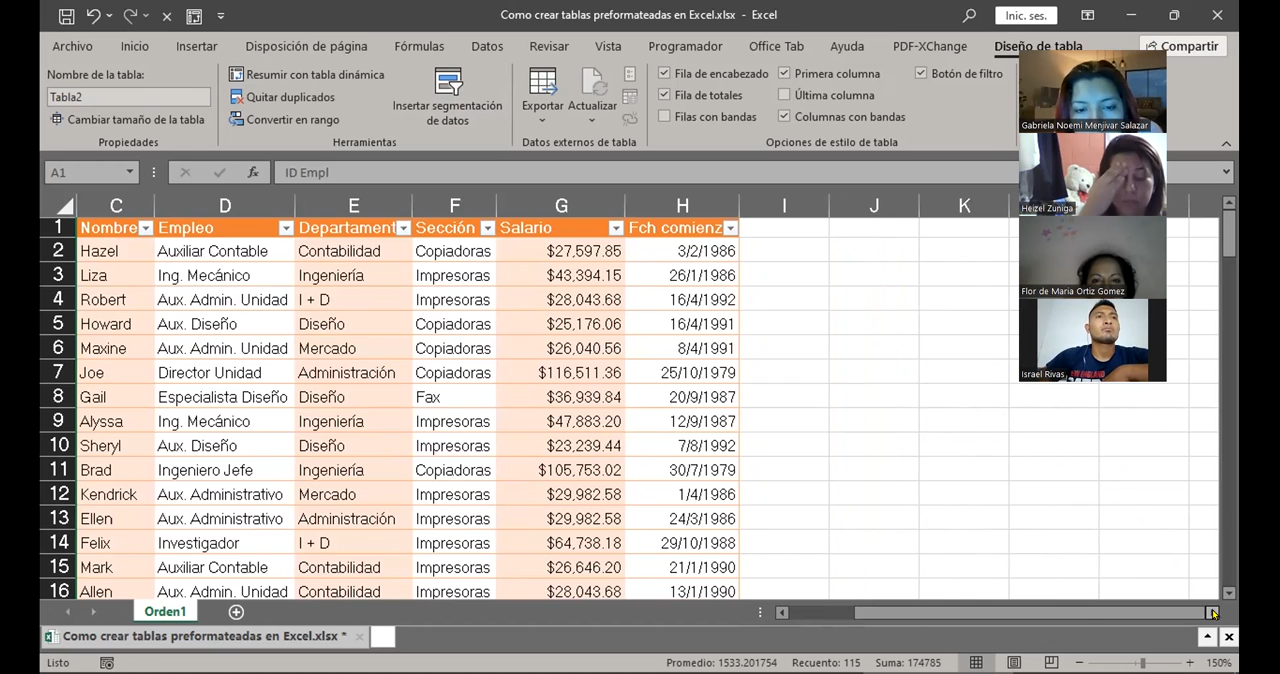 Como crear tablas preformateadas en Excel.xlsx - Excel
Inic. ses.
Archivo Inicio Insertar Disposición de página Fórmulas Datos Revisar Vista Programador Office Tab Ayuda PDF-XChange Diseño de tabla Compartir
Nombre de la tabla:
Tabla2
Cambiar tamaño de la tabla
Propiedades
Resumir con tabla dinámica
Quitar duplicados
Convertir en rango
Insertar segmentación
de datos
Herramientas
Exportar Actualizar
Datos externos de tabla
Fila de encabezado Primera columna Botón de filtro
Fila de totales Última columna
Filas con bandas Columnas con bandas
Opciones de estilo de tabla
Gabriela Noemi Menjivar Salazar
Heizel Zuniga
Flor de Maria Ortiz Gomez
Israel Rivas
A1 fx ID Empl
C D E F G H I J K
1 Nombre Empleo Departament Sección Salario Fch comienz
2 Hazel Auxiliar Contable Contabilidad Copiadoras $27,597.85 3/2/1986
3 Liza Ing. Mecánico Ingeniería Impresoras $43,394.15 26/1/1986
4 Robert Aux. Admin. Unidad I + D Impresoras $28,043.68 16/4/1992
5 Howard Aux. Diseño Diseño Copiadoras $25,176.06 16/4/1991
6 Maxine Aux. Admin. Unidad Mercado Copiadoras $26,040.56 8/4/1991
7 Joe Director Unidad Administración Copiadoras $116,511.36 25/10/1979
8 Gail Especialista Diseño Diseño Fax $36,939.84 20/9/1987
9 Alyssa Ing. Mecánico Ingeniería Impresoras $47,883.20 12/9/1987
10 Sheryl Aux. Diseño Diseño Impresoras $23,239.44 7/8/1992
11 Brad Ingeniero Jefe Ingeniería Copiadoras $105,753.02 30/7/1979
12 Kendrick Aux. Administrativo Mercado Impresoras $29,982.58 1/4/1986
13 Ellen Aux. Administrativo Administración Impresoras $29,982.58 24/3/1986
14 Felix Investigador I + D Impresoras $64,738.18 29/10/1988
15 Mark Auxiliar Contable Contabilidad Impresoras $26,646.20 21/1/1990
16 Allen Aux. Admin. Unidad Contabilidad Impresoras $28,043.68 13/1/1990
Orden1
Como crear tablas preformateadas en Excel.xlsx *
Listo Promedio: 1533.201754 Recuento: 115 Suma: 174785 150%